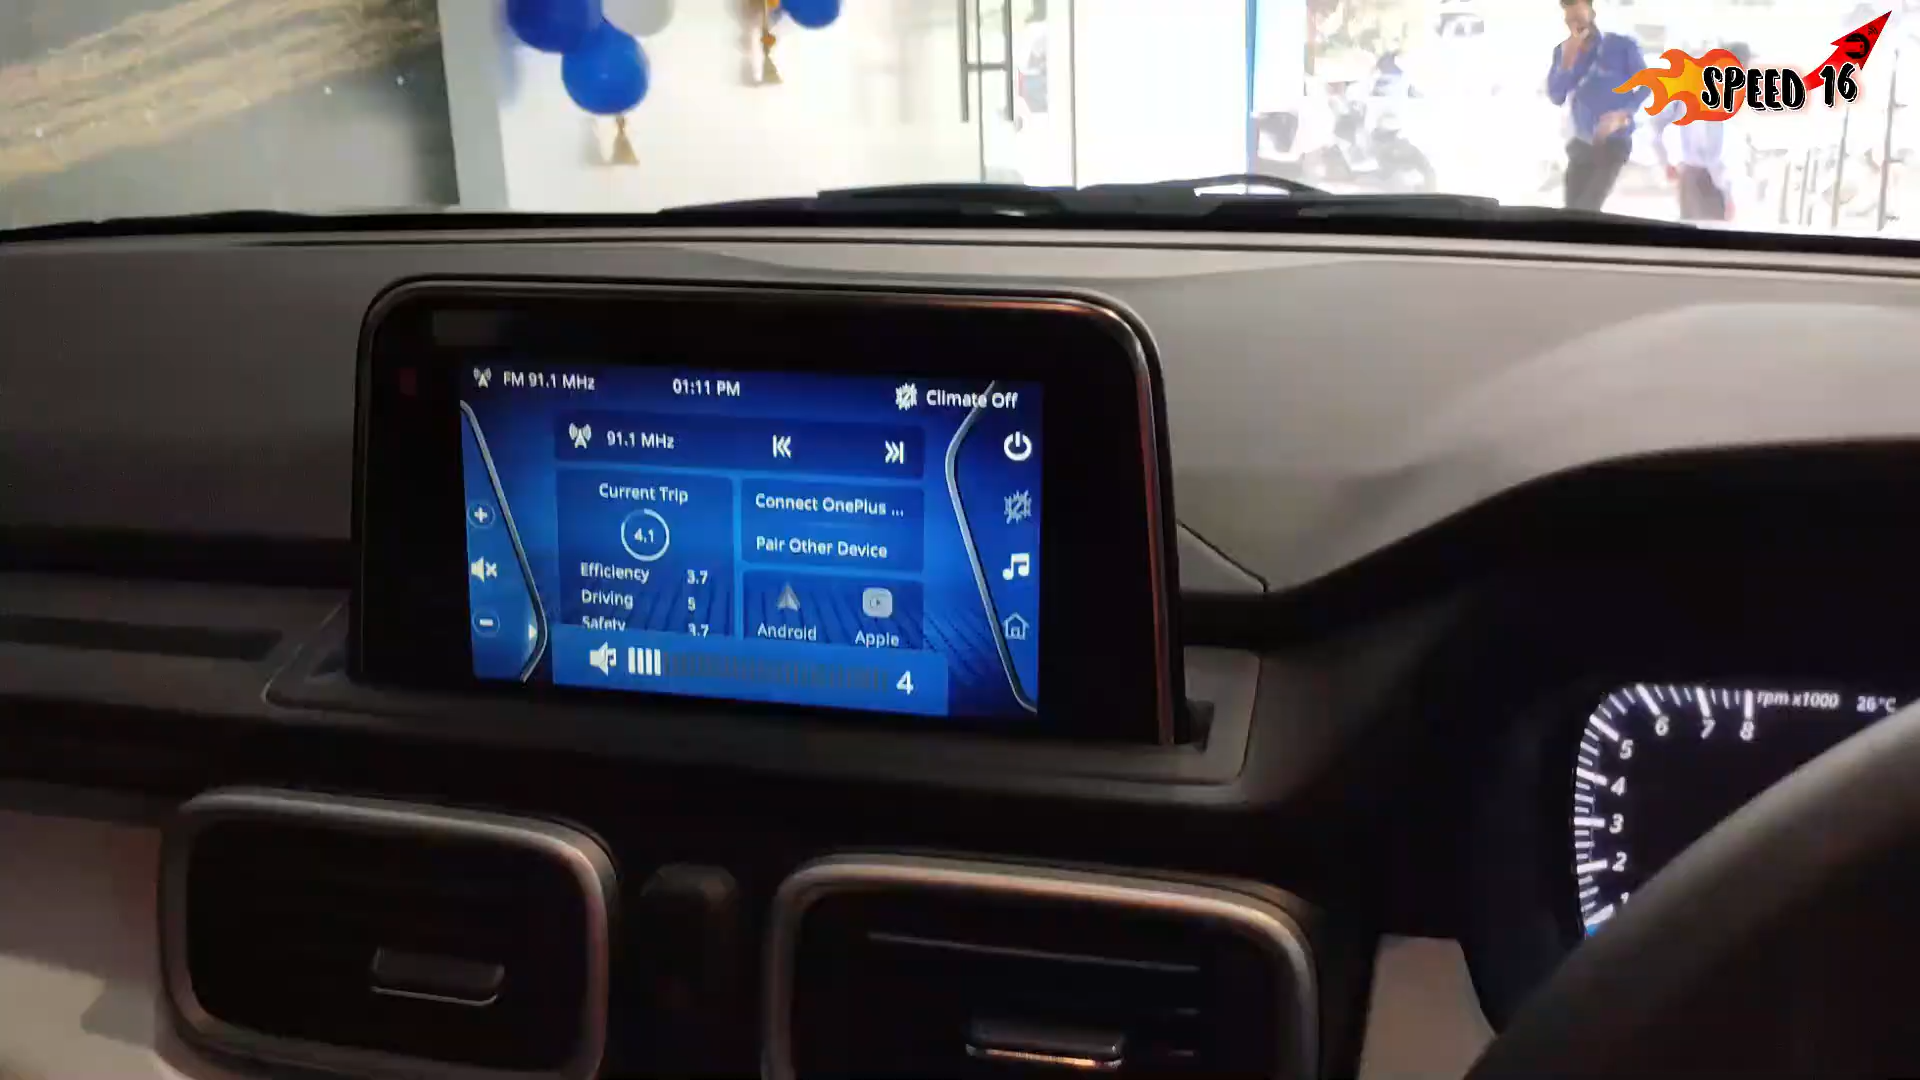 SPEED 16
FM 91.1 MHz
01:11 PM
Climate Off
91.1 MHz
Current Trip
4.1
Efficiency 3.7
Driving 5
Safety 3.7
Connect OnePlus ...
Pair Other Device
Android
Apple
4
rpm x1000
26°C
8
7
6
5
4
3
2
1